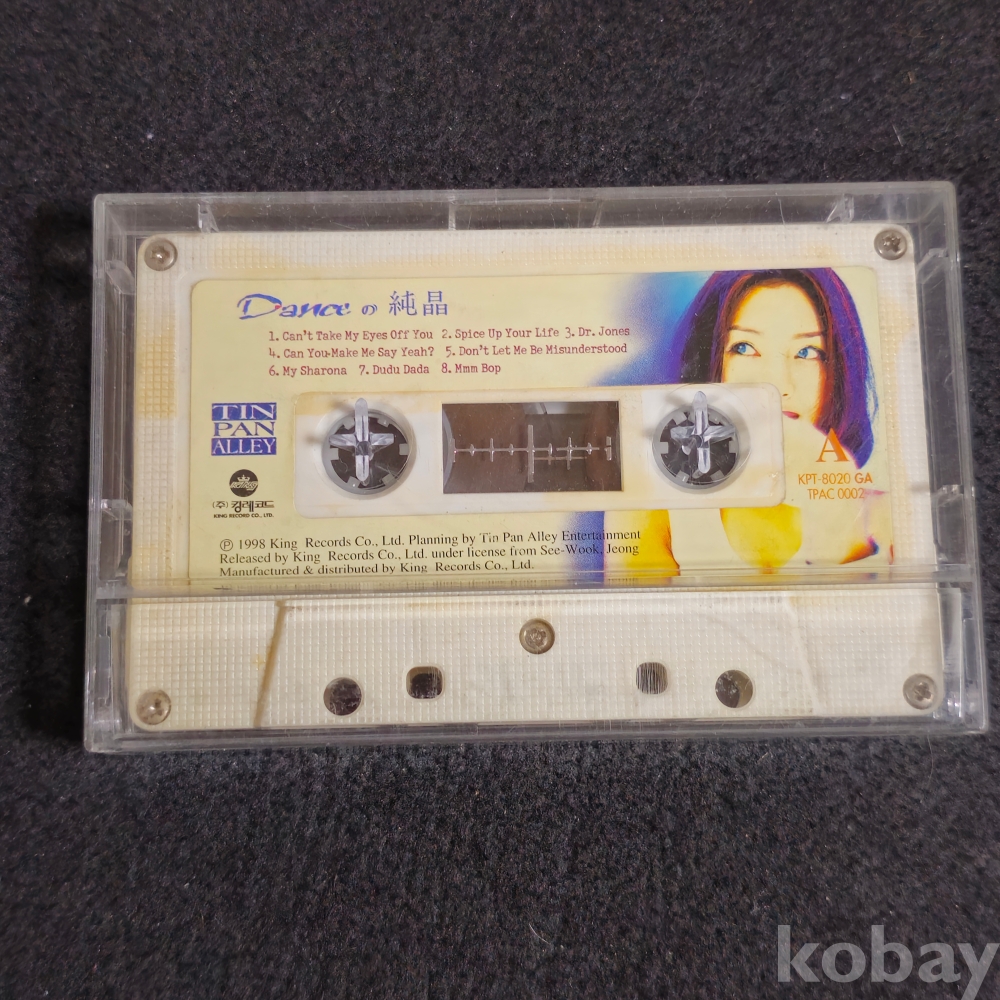 Dance の 純晶
1. Can't Take My Eyes Off You 2. Spice Up Your Life 3. Dr. Jones
4. Can You Make Me Say Yeah? 5. Don't Let Me Be Misunderstood
6. My Sharona 7. Dudu Dada 8. Mmm Bop
TIN
PAN
ALLEY
A
KPT-8020 GA
TPAC 0002
(주) 킹레코드
KING RECORD CO., LTD.
℗ 1998 King Records Co., Ltd. Planning by Tin Pan Alley Entertainment
Released by King Records Co., Ltd. under license from See-Wook, Jeong
Manufactured & distributed by King Records Co., Ltd.
kobay